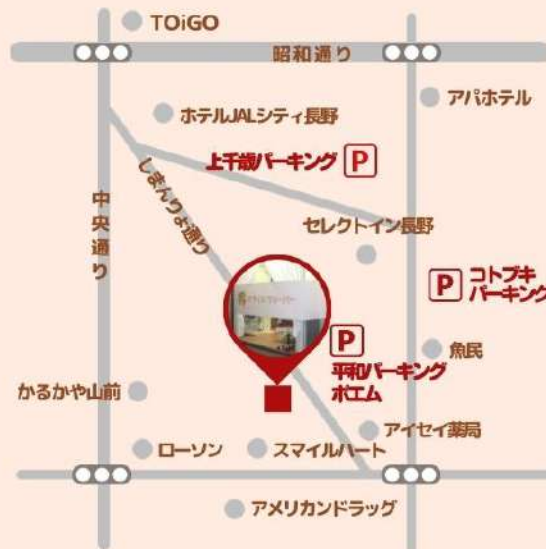 TOiGO
昭和通り
アパホテル
ホテルJALシティ長野
上千歳パーキング P
しまんりょ通り
中央通り
セレクトイン長野
P コトブキ
パーキング
P
平和パーキング
ポエム
魚民
かるかや山前
アイセイ薬局
ローソン
スマイルハート
アメリカンドラッグ